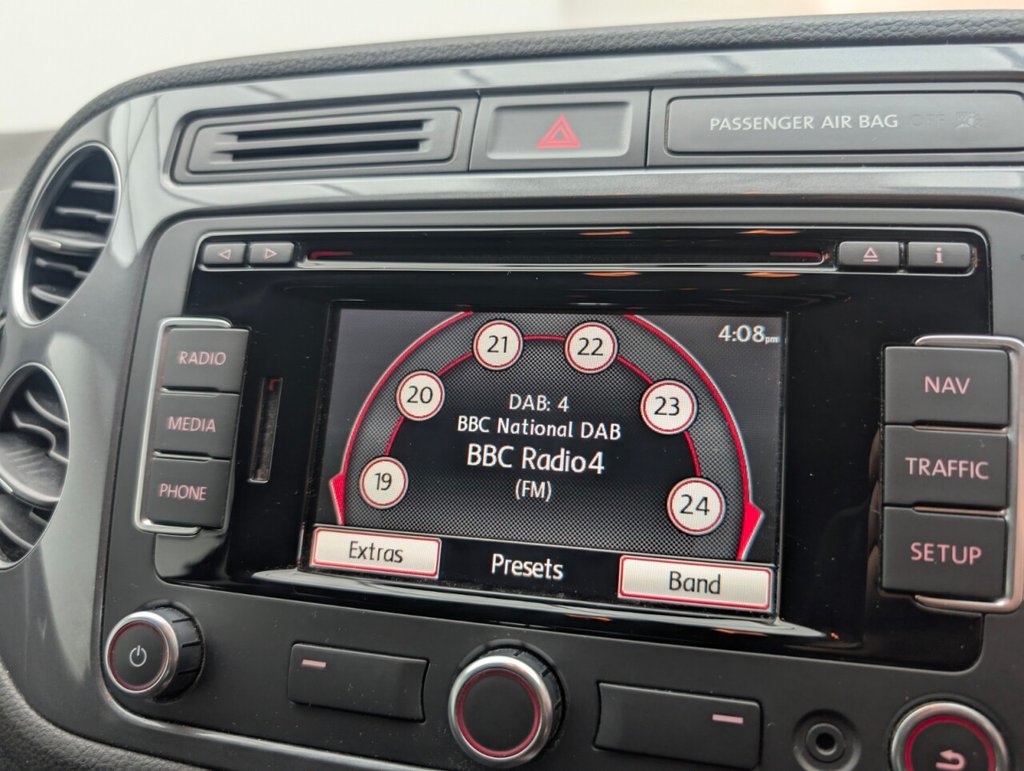 PASSENGER AIR BAG OFF
i
RADIO
MEDIA
PHONE
4:08pm
21 22
20 23
19 24
DAB: 4
BBC National DAB
BBC Radio4
(FM)
Extras Presets Band
NAV
TRAFFIC
SETUP